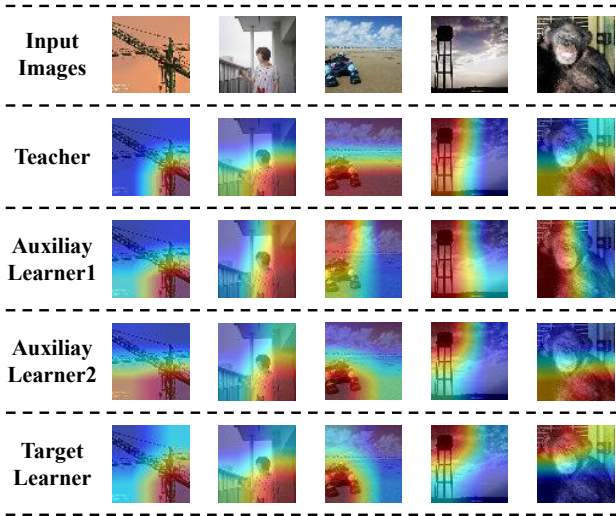 Input
Images
Teacher
Auxiliay
Learner1
Auxiliay
Learner2
Target
Learner